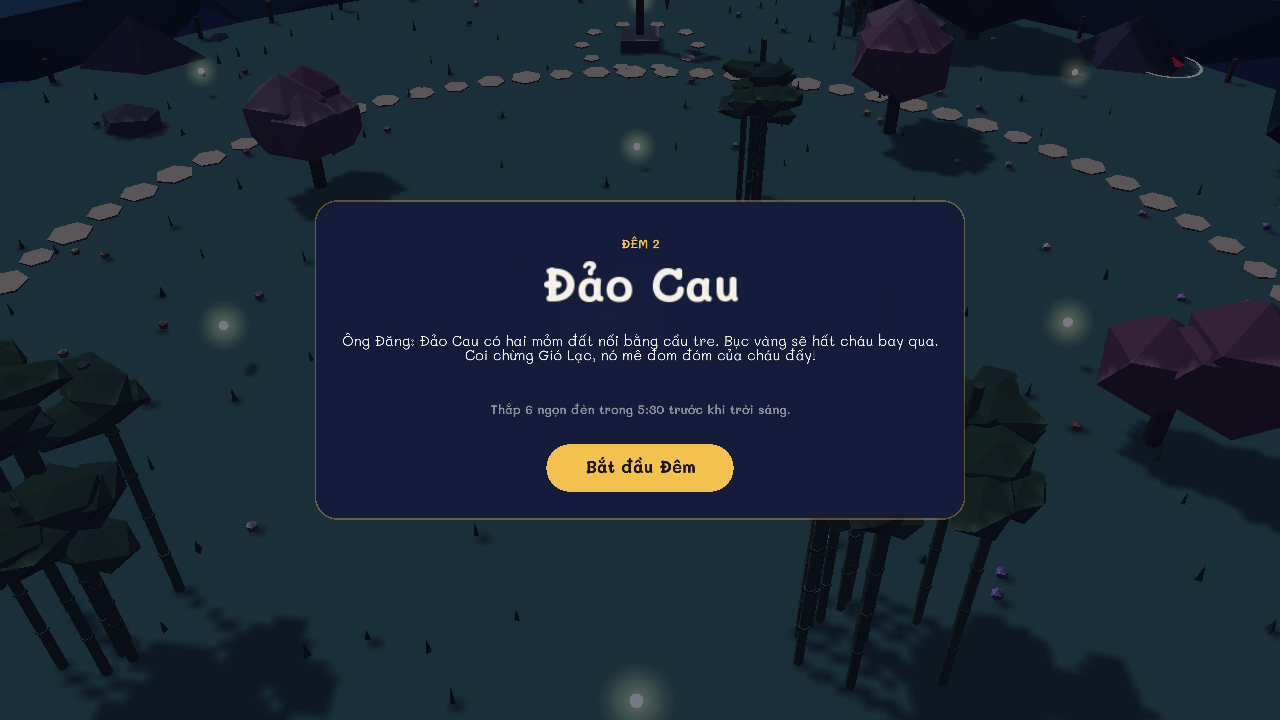 ĐÊM 2
Đảo Cau
Ông Đăng: Đảo Cau có hai mỏm đất nối bằng cầu tre. Bục vàng sẽ hất cháu bay qua.
Coi chừng Gió Lạc, nó mê đom đóm của cháu đấy!
Thắp 6 ngọn đèn trong 5:30 trước khi trời sáng.
Bắt đầu Đêm